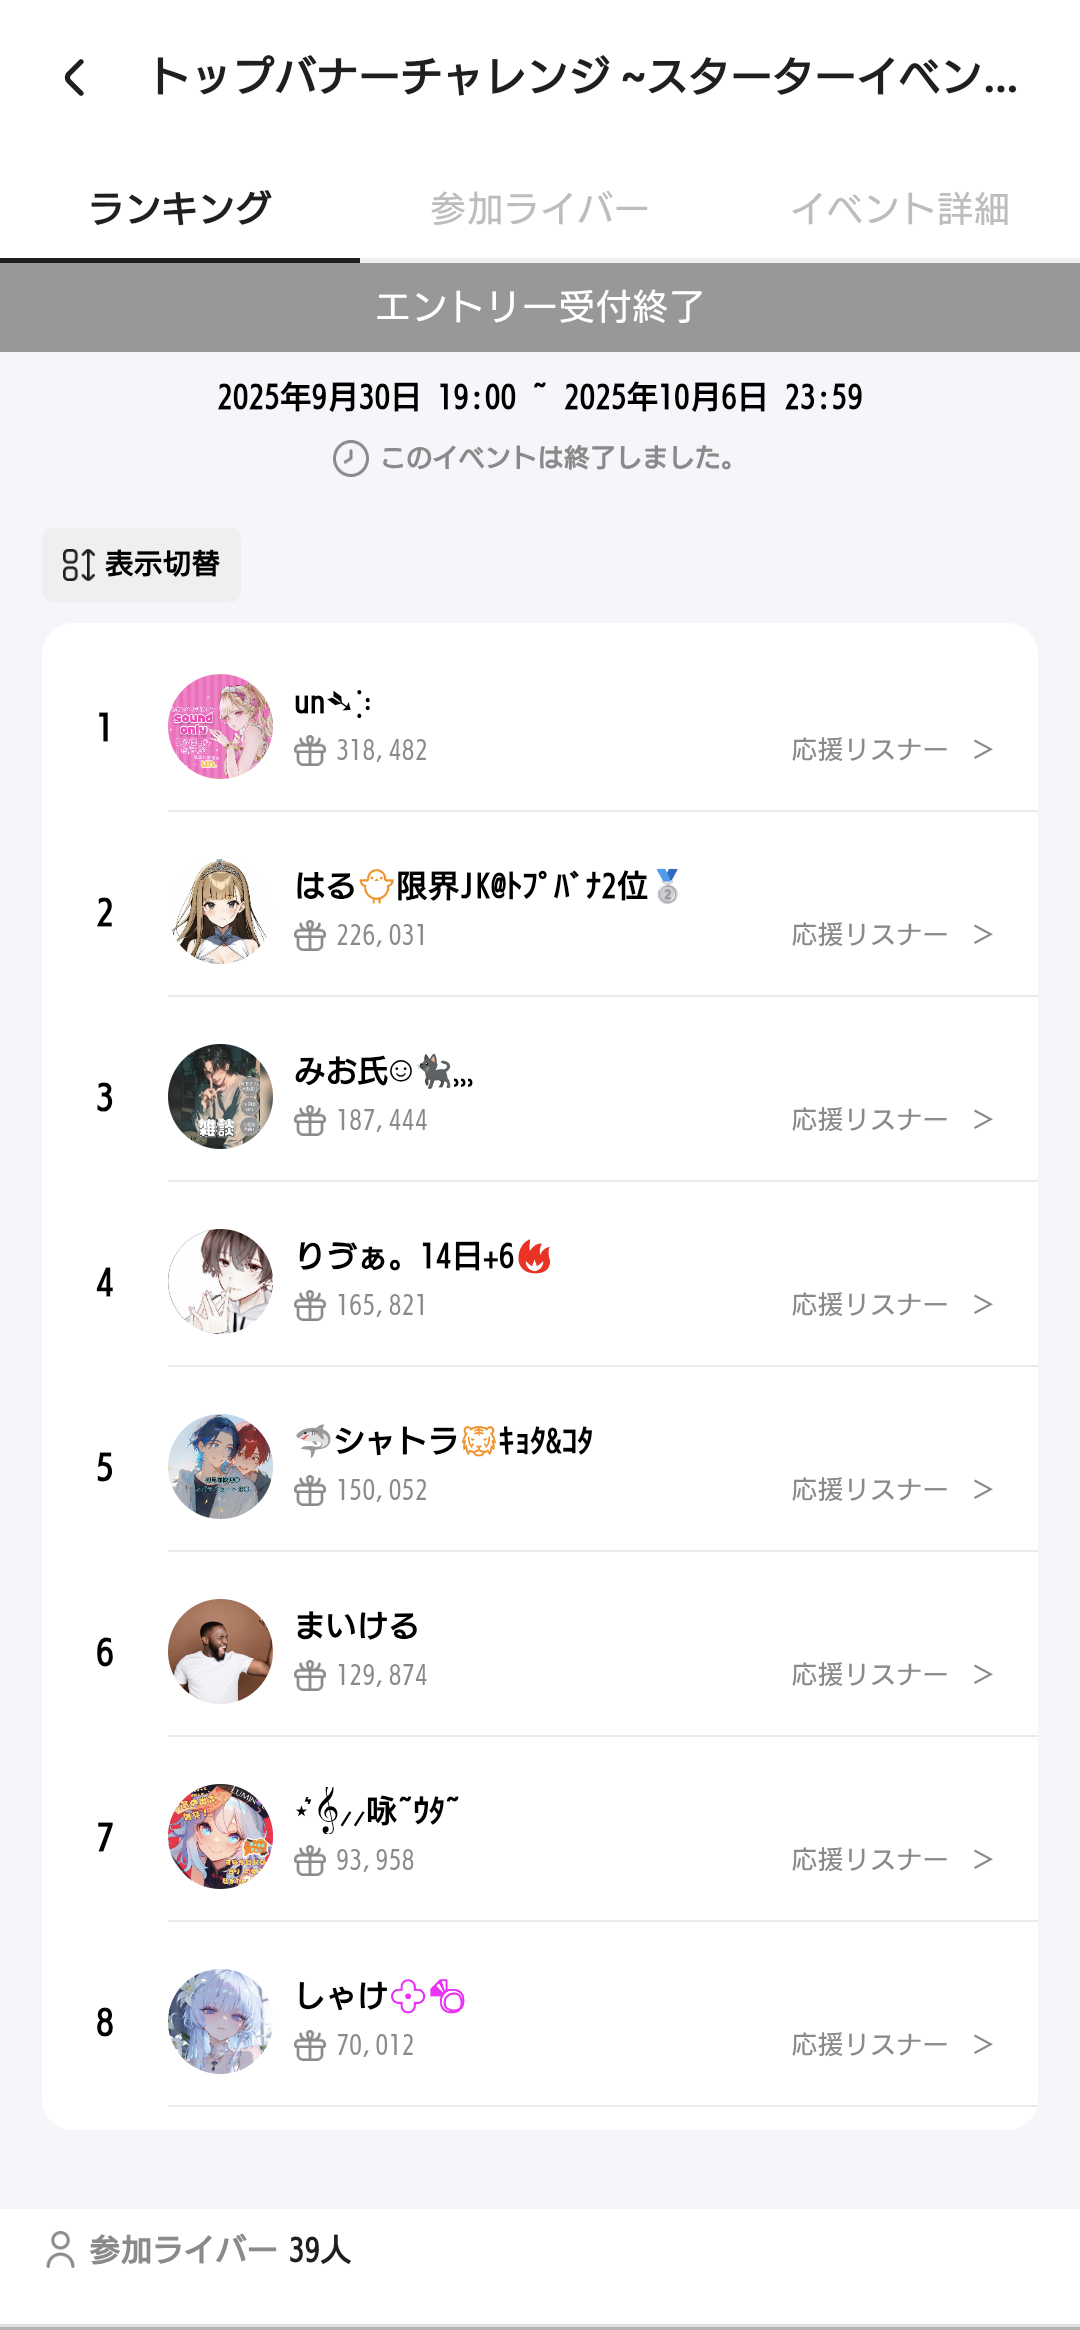 トップバナーチャレンジ ~スターターイベン...
ランキング 参加ライバー イベント詳細
エントリー受付終了
2025年9月30日 19:00 ~ 2025年10月6日 23:59
このイベントは終了しました。
表示切替
1
un➴⡱:
318,482 応援リスナー >
2
はる🐤限界JK@ﾄﾌﾟﾊﾞﾅ2位🥈
226,031 応援リスナー >
3
みお氏☺🐈‍⬛,,,
187,444 応援リスナー >
4
りづぁ。14日+6🔥
165,821 応援リスナー >
5
🦈シャトラ🐯ｷｮﾀ&ｺﾀ
150,052 応援リスナー >
6
まいける
129,874 応援リスナー >
7
⋆𝄞⸝⸝咏~ｳﾀ~
93,958 応援リスナー >
8
しゃけ
70,012 応援リスナー >
sound
only
雑談
参加ライバー 39人